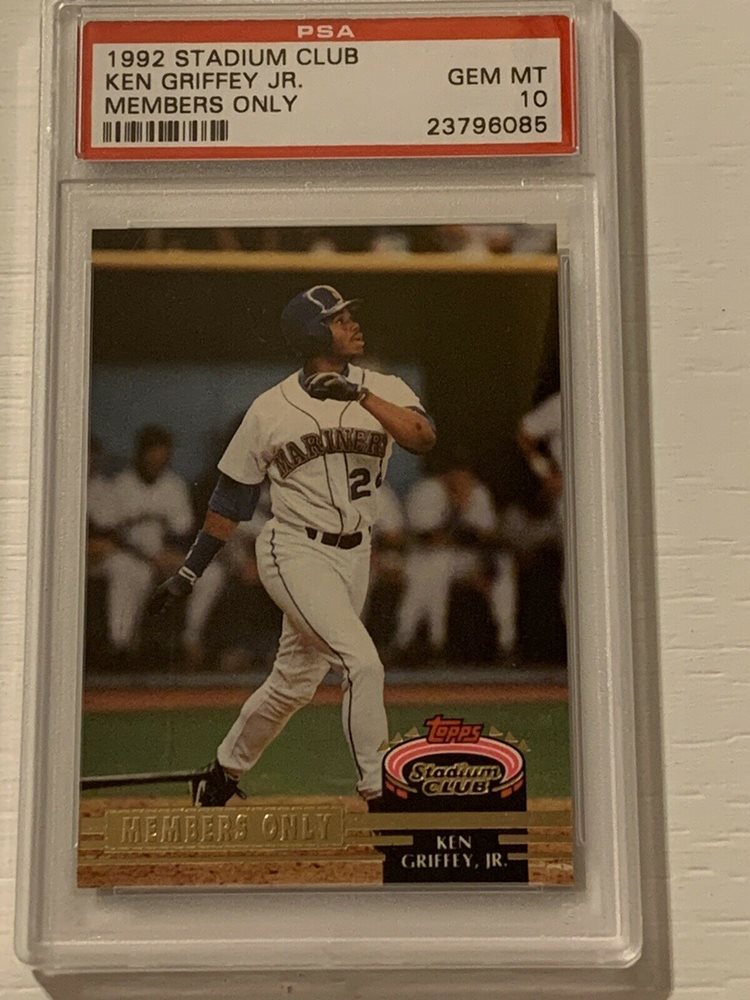 PSA
1992 STADIUM CLUB
KEN GRIFFEY JR.
GEM MT
MEMBERS ONLY
10
23796085
MARINER
24
Topps
Stadium
CLUB
MEMBERS ONLY
KEN
GRIFFEY, JR.